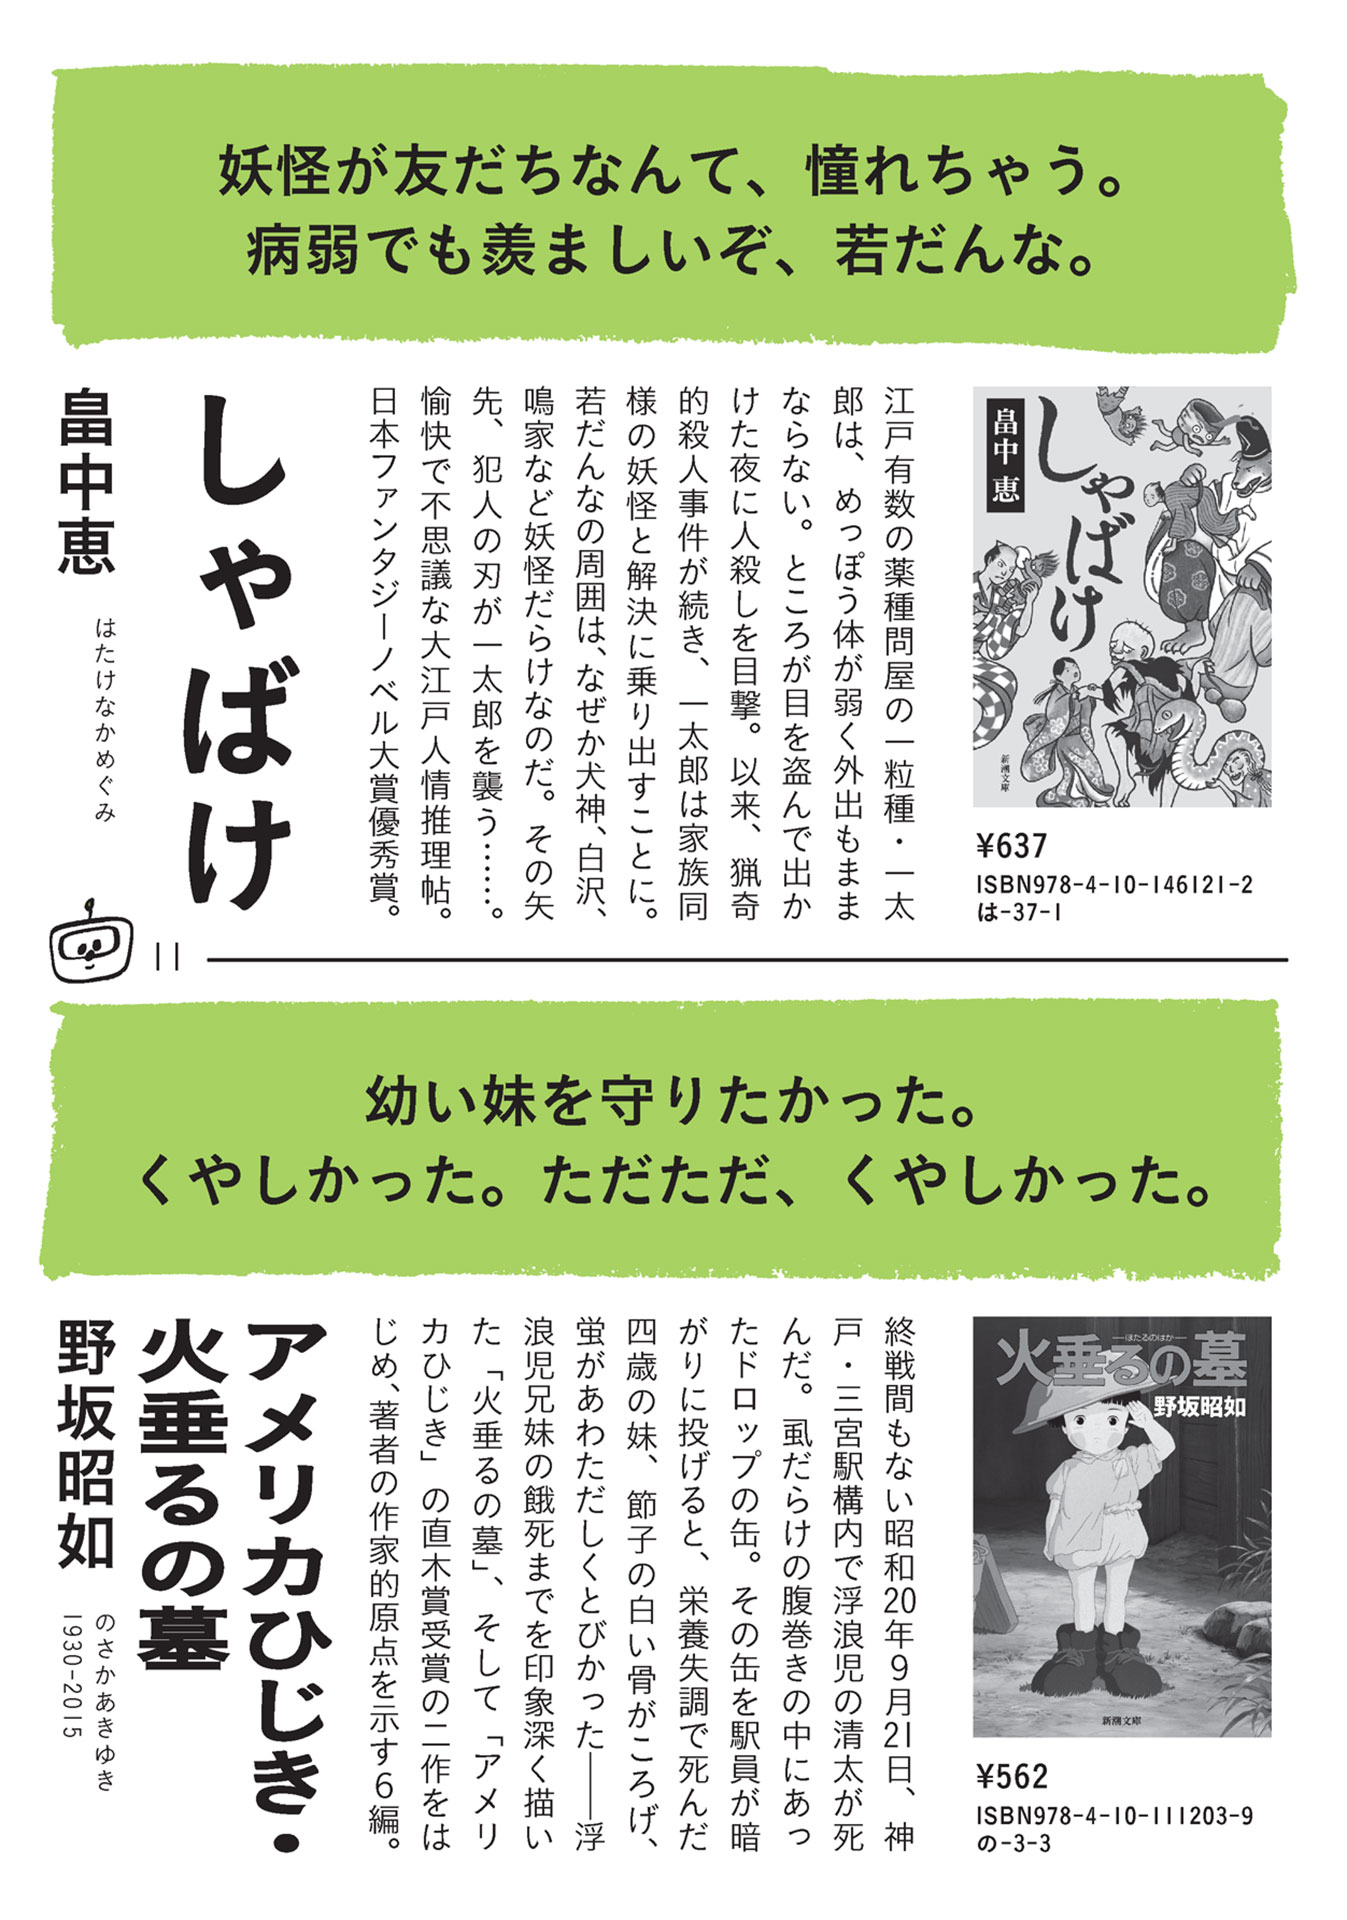 妖怪が友だちなんて、憧れちゃう。
病弱でも羨ましいぞ、若だんな。
畠中恵
しゃばけ
新潮文庫
¥637
ISBN978-4-10-146121-2
は-37-1
江戸有数の薬種問屋の一粒種・一太
郎は、めっぽう体が弱く外出もまま
ならない。ところが目を盗んで出か
けた夜に人殺しを目撃。以来、猟奇
的殺人事件が続き、一太郎は家族同
様の妖怪と解決に乗り出すことに。
若だんなの周囲は、なぜか犬神、白沢、
鳴家など妖怪だらけなのだ。その矢
先、犯人の刃が一太郎を襲う……。
愉快で不思議な大江戸人情推理帖。
日本ファンタジーノベル大賞優秀賞。
しゃばけ
畠中恵
はたけなかめぐみ
11
幼い妹を守りたかった。
くやしかった。ただただ、くやしかった。
火垂るの墓
―ほたるのはか―
野坂昭如
新潮文庫
¥562
ISBN978-4-10-111203-9
の-3-3
終戦間もない昭和20年9月21日、神
戸・三宮駅構内で浮浪児の清太が死
んだ。虱だらけの腹巻きの中にあっ
たドロップの缶。その缶を駅員が暗
がりに投げると、栄養失調で死んだ
四歳の妹、節子の白い骨がころげ、
蛍があわただしくとびかった――浮
浪児兄妹の餓死までを印象深く描い
た「火垂るの墓」、そして「アメリ
カひじき」の直木賞受賞の二作をは
じめ、著者の作家的原点を示す6編。
アメリカひじき・
火垂るの墓
野坂昭如
のさかあきゆき
1930-2015